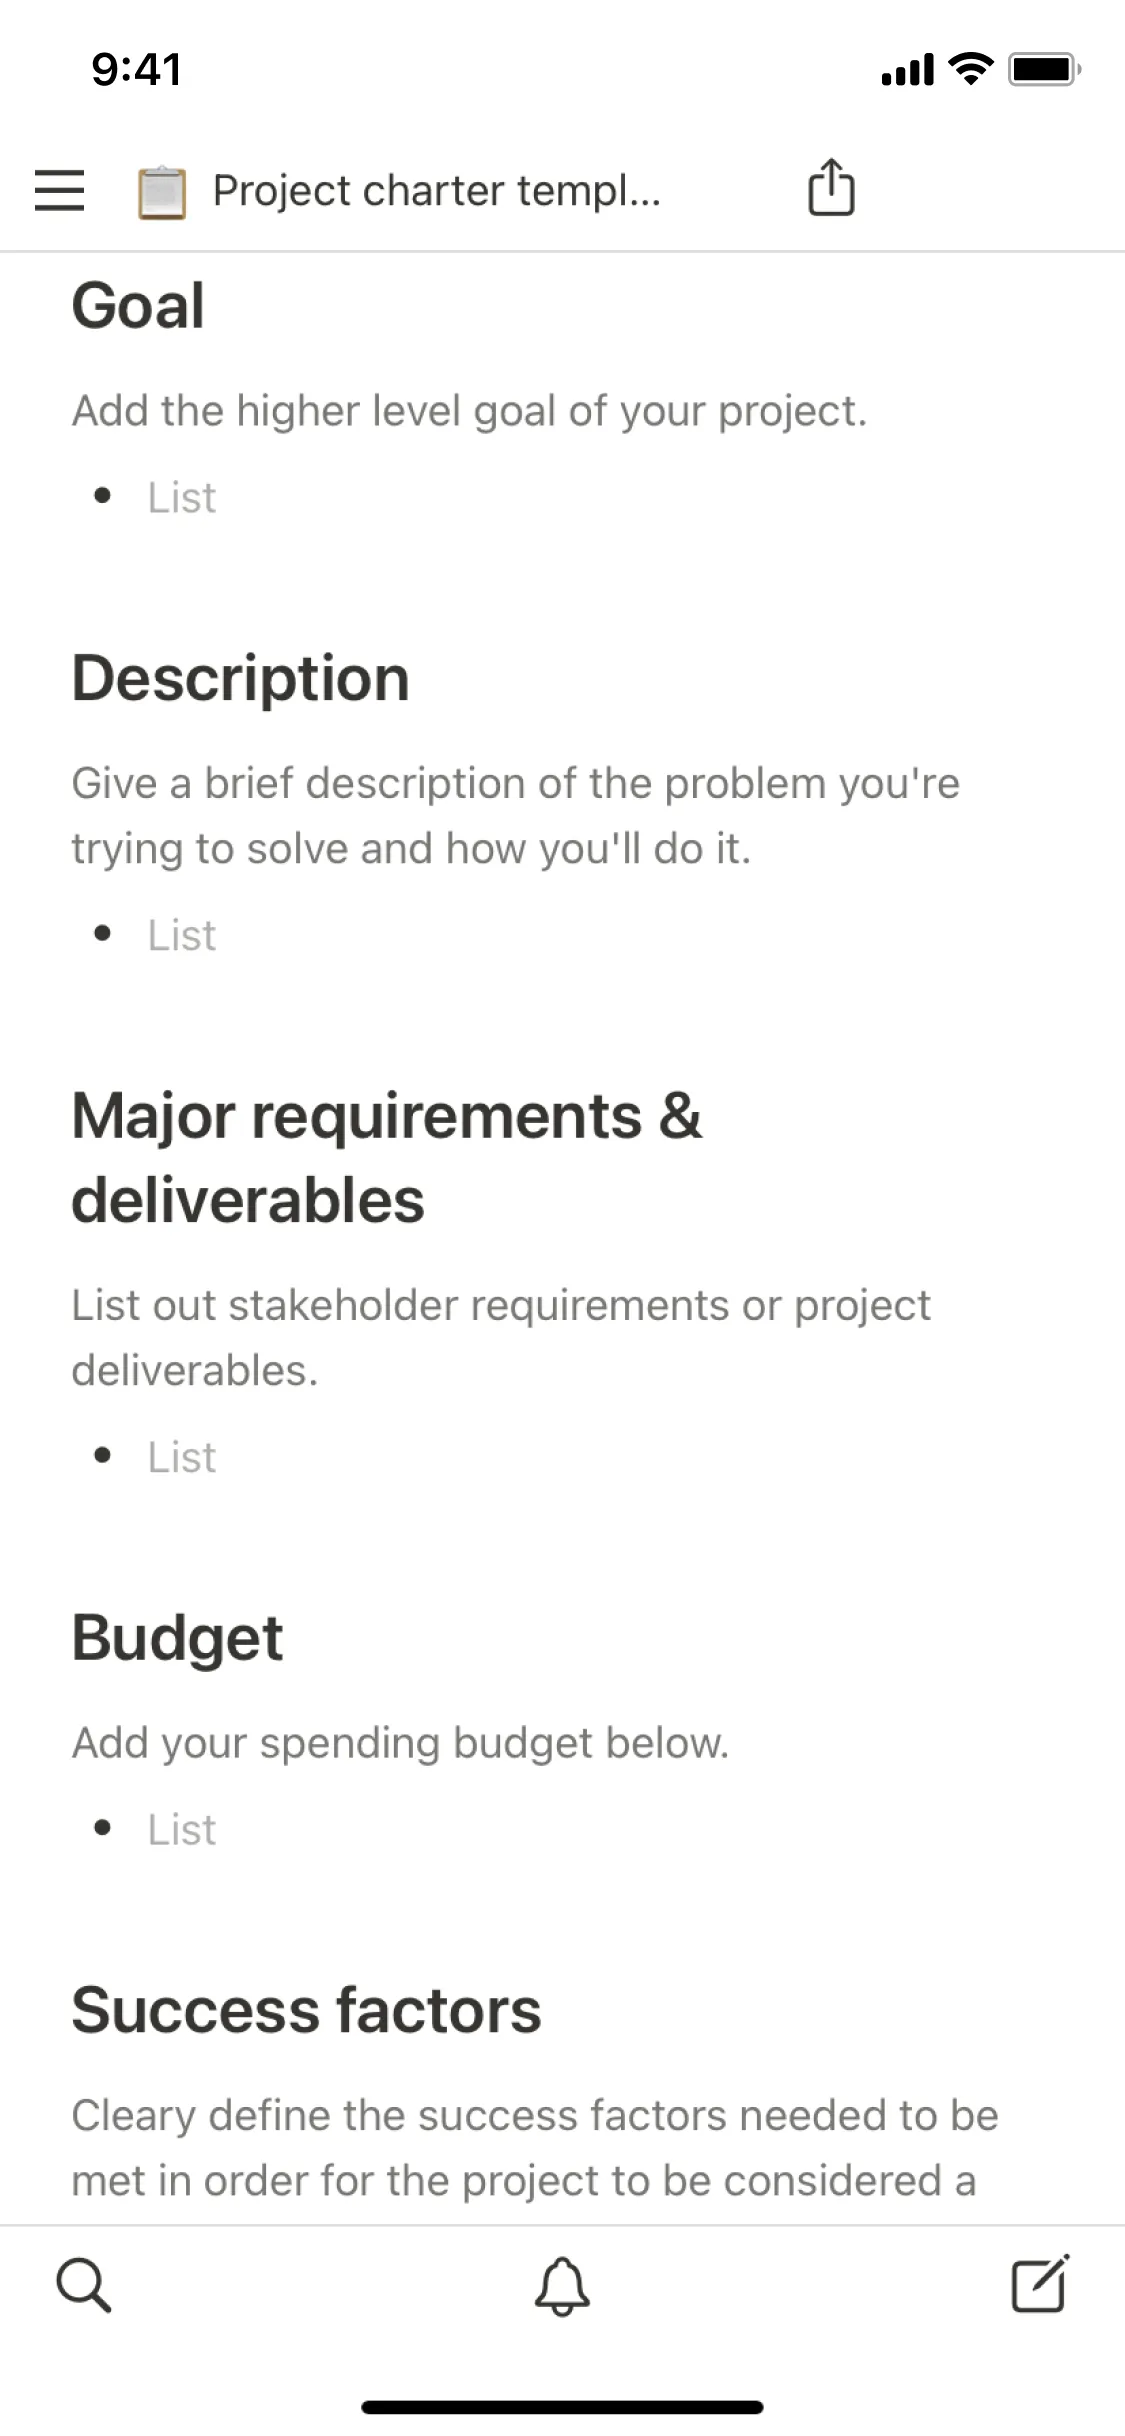 9:41
Project charter templ...
Goal
Add the higher level goal of your project.
• List
Description
Give a brief description of the problem you're
trying to solve and how you'll do it.
• List
Major requirements &
deliverables
List out stakeholder requirements or project
deliverables.
• List
Budget
Add your spending budget below.
• List
Success factors
Cleary define the success factors needed to be
met in order for the project to be considered a